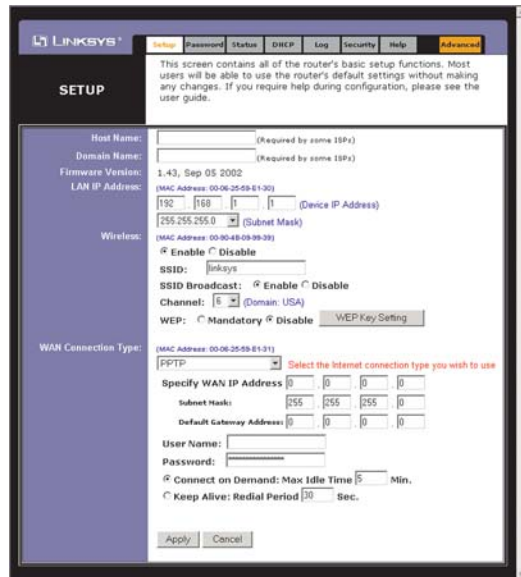 LINKSYS®
Setup Password Status DHCP Log Security Help Advanced
SETUP
This screen contains all of the router's basic setup functions. Most
users will be able to use the router's default settings without making
any changes. If you require help during configuration, please see the
user guide.
Host Name: (Required by some ISPs)
Domain Name: (Required by some ISPs)
Firmware Version: 1.43, Sep 05 2002
LAN IP Address: (MAC Address: 00-06-25-59-E1-30)
192 . 168 . 1 . 1 (Device IP Address)
255.255.255.0 (Subnet Mask)
Wireless: (MAC Address: 00-90-4B-09-99-39)
Enable Disable
SSID: linksys
SSID Broadcast: Enable Disable
Channel: 6 (Domain: USA)
WEP: Mandatory Disable WEP Key Setting
WAN Connection Type: (MAC Address: 00-06-25-59-E1-31)
PPTP Select the Internet connection type you wish to use
Specify WAN IP Address 0 . 0 . 0 . 0
Subnet Mask: 255 . 255 . 255 . 0
Default Gateway Address: 0 . 0 . 0 . 0
User Name:
Password: ****************
Connect on Demand: Max Idle Time 5 Min.
Keep Alive: Redial Period 30 Sec.
Apply Cancel